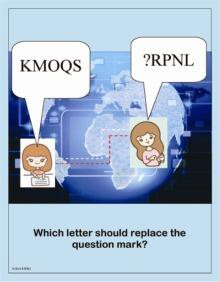 KMOQS
?RPNL
Which letter should replace the
question mark?